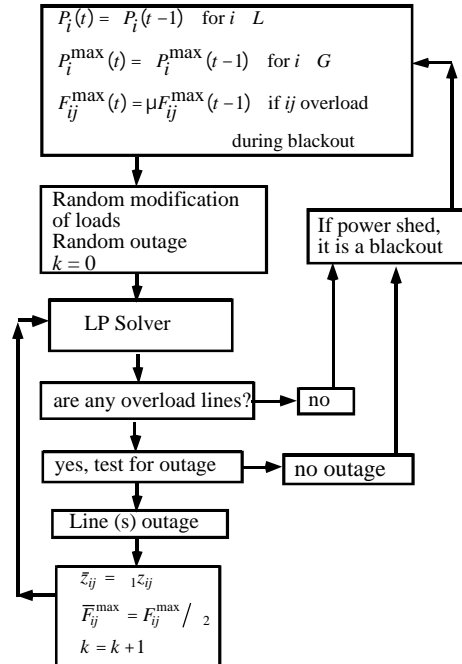 P_i(t) = P_i(t−1) for i L
P_i^max(t) = P_i^max(t−1) for i G
F_ij^max(t) = μF_ij^max(t−1) if ij overload
during blackout
Random modification
of loads
Random outage
k = 0
If power shed,
it is a blackout
LP Solver
are any overload lines?
no
yes, test for outage
no outage
Line (s) outage
z̄_ij = ₁z_ij
F̄_ij^max = F_ij^max / ₂
k = k + 1